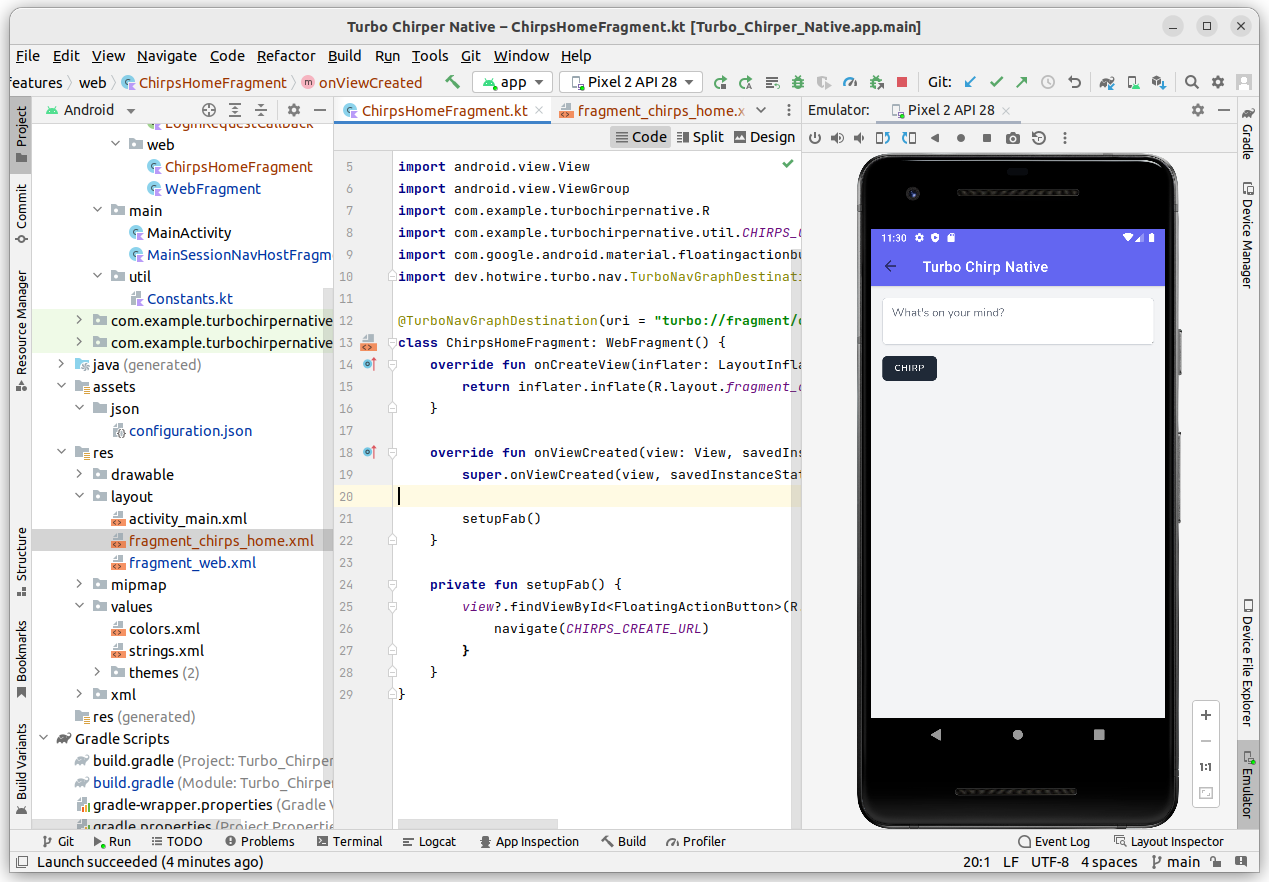 Turbo Chirper Native – ChirpsHomeFragment.kt [Turbo_Chirper_Native.app.main]
File Edit View Navigate Code Refactor Build Run Tools Git Window Help
features web ChirpsHomeFragment onViewCreated app Pixel 2 API 28 Git:
Project
Commit
Resource Manager
Structure
Bookmarks
Build Variants
Android
LoginRequestCallback
web
ChirpsHomeFragment
WebFragment
main
MainActivity
MainSessionNavHostFragm
util
Constants.kt
com.example.turbochirpernative
com.example.turbochirpernative
java (generated)
assets
json
configuration.json
res
drawable
layout
activity_main.xml
fragment_chirps_home.xml
fragment_web.xml
mipmap
values
colors.xml
strings.xml
themes (2)
xml
res (generated)
Gradle Scripts
build.gradle (Project: Turbo_Chirper
build.gradle (Module: Turbo_Chirper
gradle-wrapper.properties (Gradle V
gradle.properties (Project Properti
ChirpsHomeFragment.kt fragment_chirps_home.x
Code Split Design
5 import android.view.View
6 import android.view.ViewGroup
7 import com.example.turbochirpernative.R
8 import com.example.turbochirpernative.util.CHIRPS_
9 import com.google.android.material.floatingactionbu
10 import dev.hotwire.turbo.nav.TurboNavGraphDestinati
11
12 @TurboNavGraphDestination(uri = "turbo://fragment/
13 class ChirpsHomeFragment: WebFragment() {
14 override fun onCreateView(inflater: LayoutInfla
15 return inflater.inflate(R.layout.fragment_
16 }
17
18 override fun onViewCreated(view: View, savedIns
19 super.onViewCreated(view, savedInstanceStat
20
21 setupFab()
22 }
23
24 private fun setupFab() {
25 view?.findViewById<FloatingActionButton>(R.
26 navigate(CHIRPS_CREATE_URL)
27 }
28 }
29 }
Emulator: Pixel 2 API 28
11:30
Turbo Chirp Native
What's on your mind?
CHIRP
1:1
Gradle
Device Manager
Device File Explorer
Emulator
Git Run TODO Problems Terminal Logcat App Inspection Build Profiler Event Log Layout Inspector
Launch succeeded (4 minutes ago) 20:1 LF UTF-8 4 spaces main